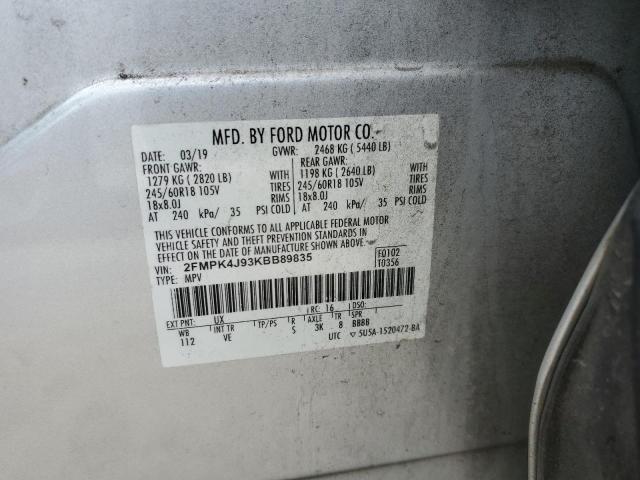 MFD. BY FORD MOTOR CO.
DATE: 03/19 GVWR: 2468 KG ( 5440 LB)
FRONT GAWR: REAR GAWR:
1279 KG ( 2820 LB) WITH 1198 KG ( 2640 LB) WITH
245/60R18 105V TIRES 245/60R18 105V TIRES
18x8.0J RIMS 18x8.0J RIMS
AT 240 kPa/ 35 PSI COLD AT 240 kPa/ 35 PSI COLD
THIS VEHICLE CONFORMS TO ALL APPLICABLE FEDERAL MOTOR
VEHICLE SAFETY AND THEFT PREVENTION STANDARDS IN
EFFECT ON THE DATE OF MANUFACTURE SHOWN ABOVE.
VIN: 2FMPK4J93KBB89835 F0102
TYPE: MPV T0356
EXT PNT: UX RC: 16 DSO:
WB INT TR TP/PS R AXLE TR SPR
112 VE S 3K 8 BBBB
UTC ▽ 5U5A-1520472-BA